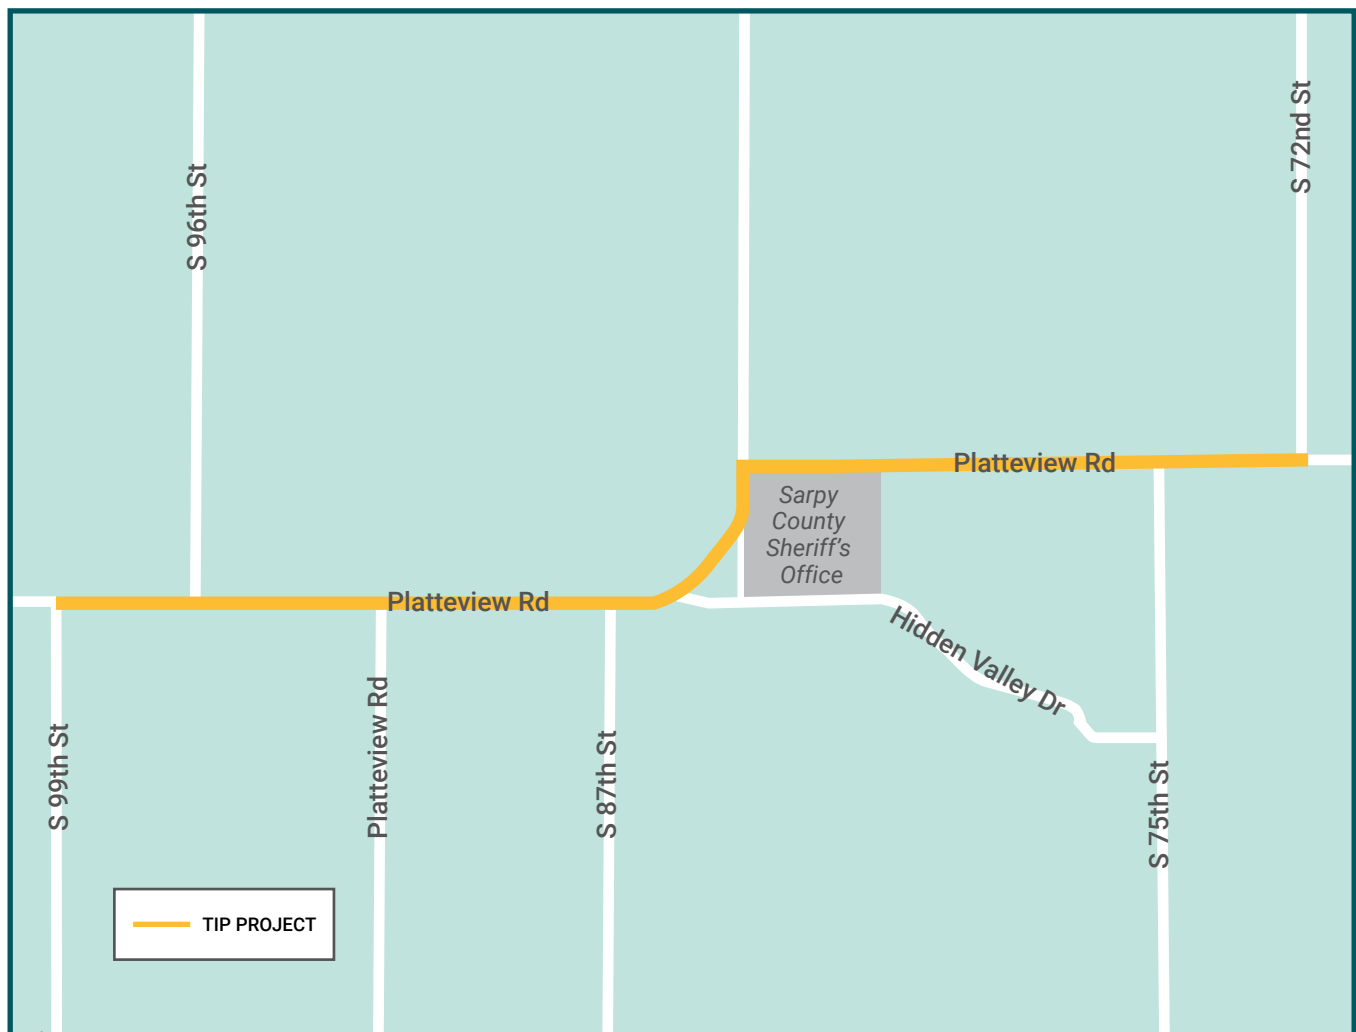 S 72nd St
S 96th St
Platteview Rd
Sarpy
County
Sheriff's
Office
Platteview Rd
Hidden Valley Dr
Platteview Rd
S 99th St
S 87th St
S 75th St
TIP PROJECT